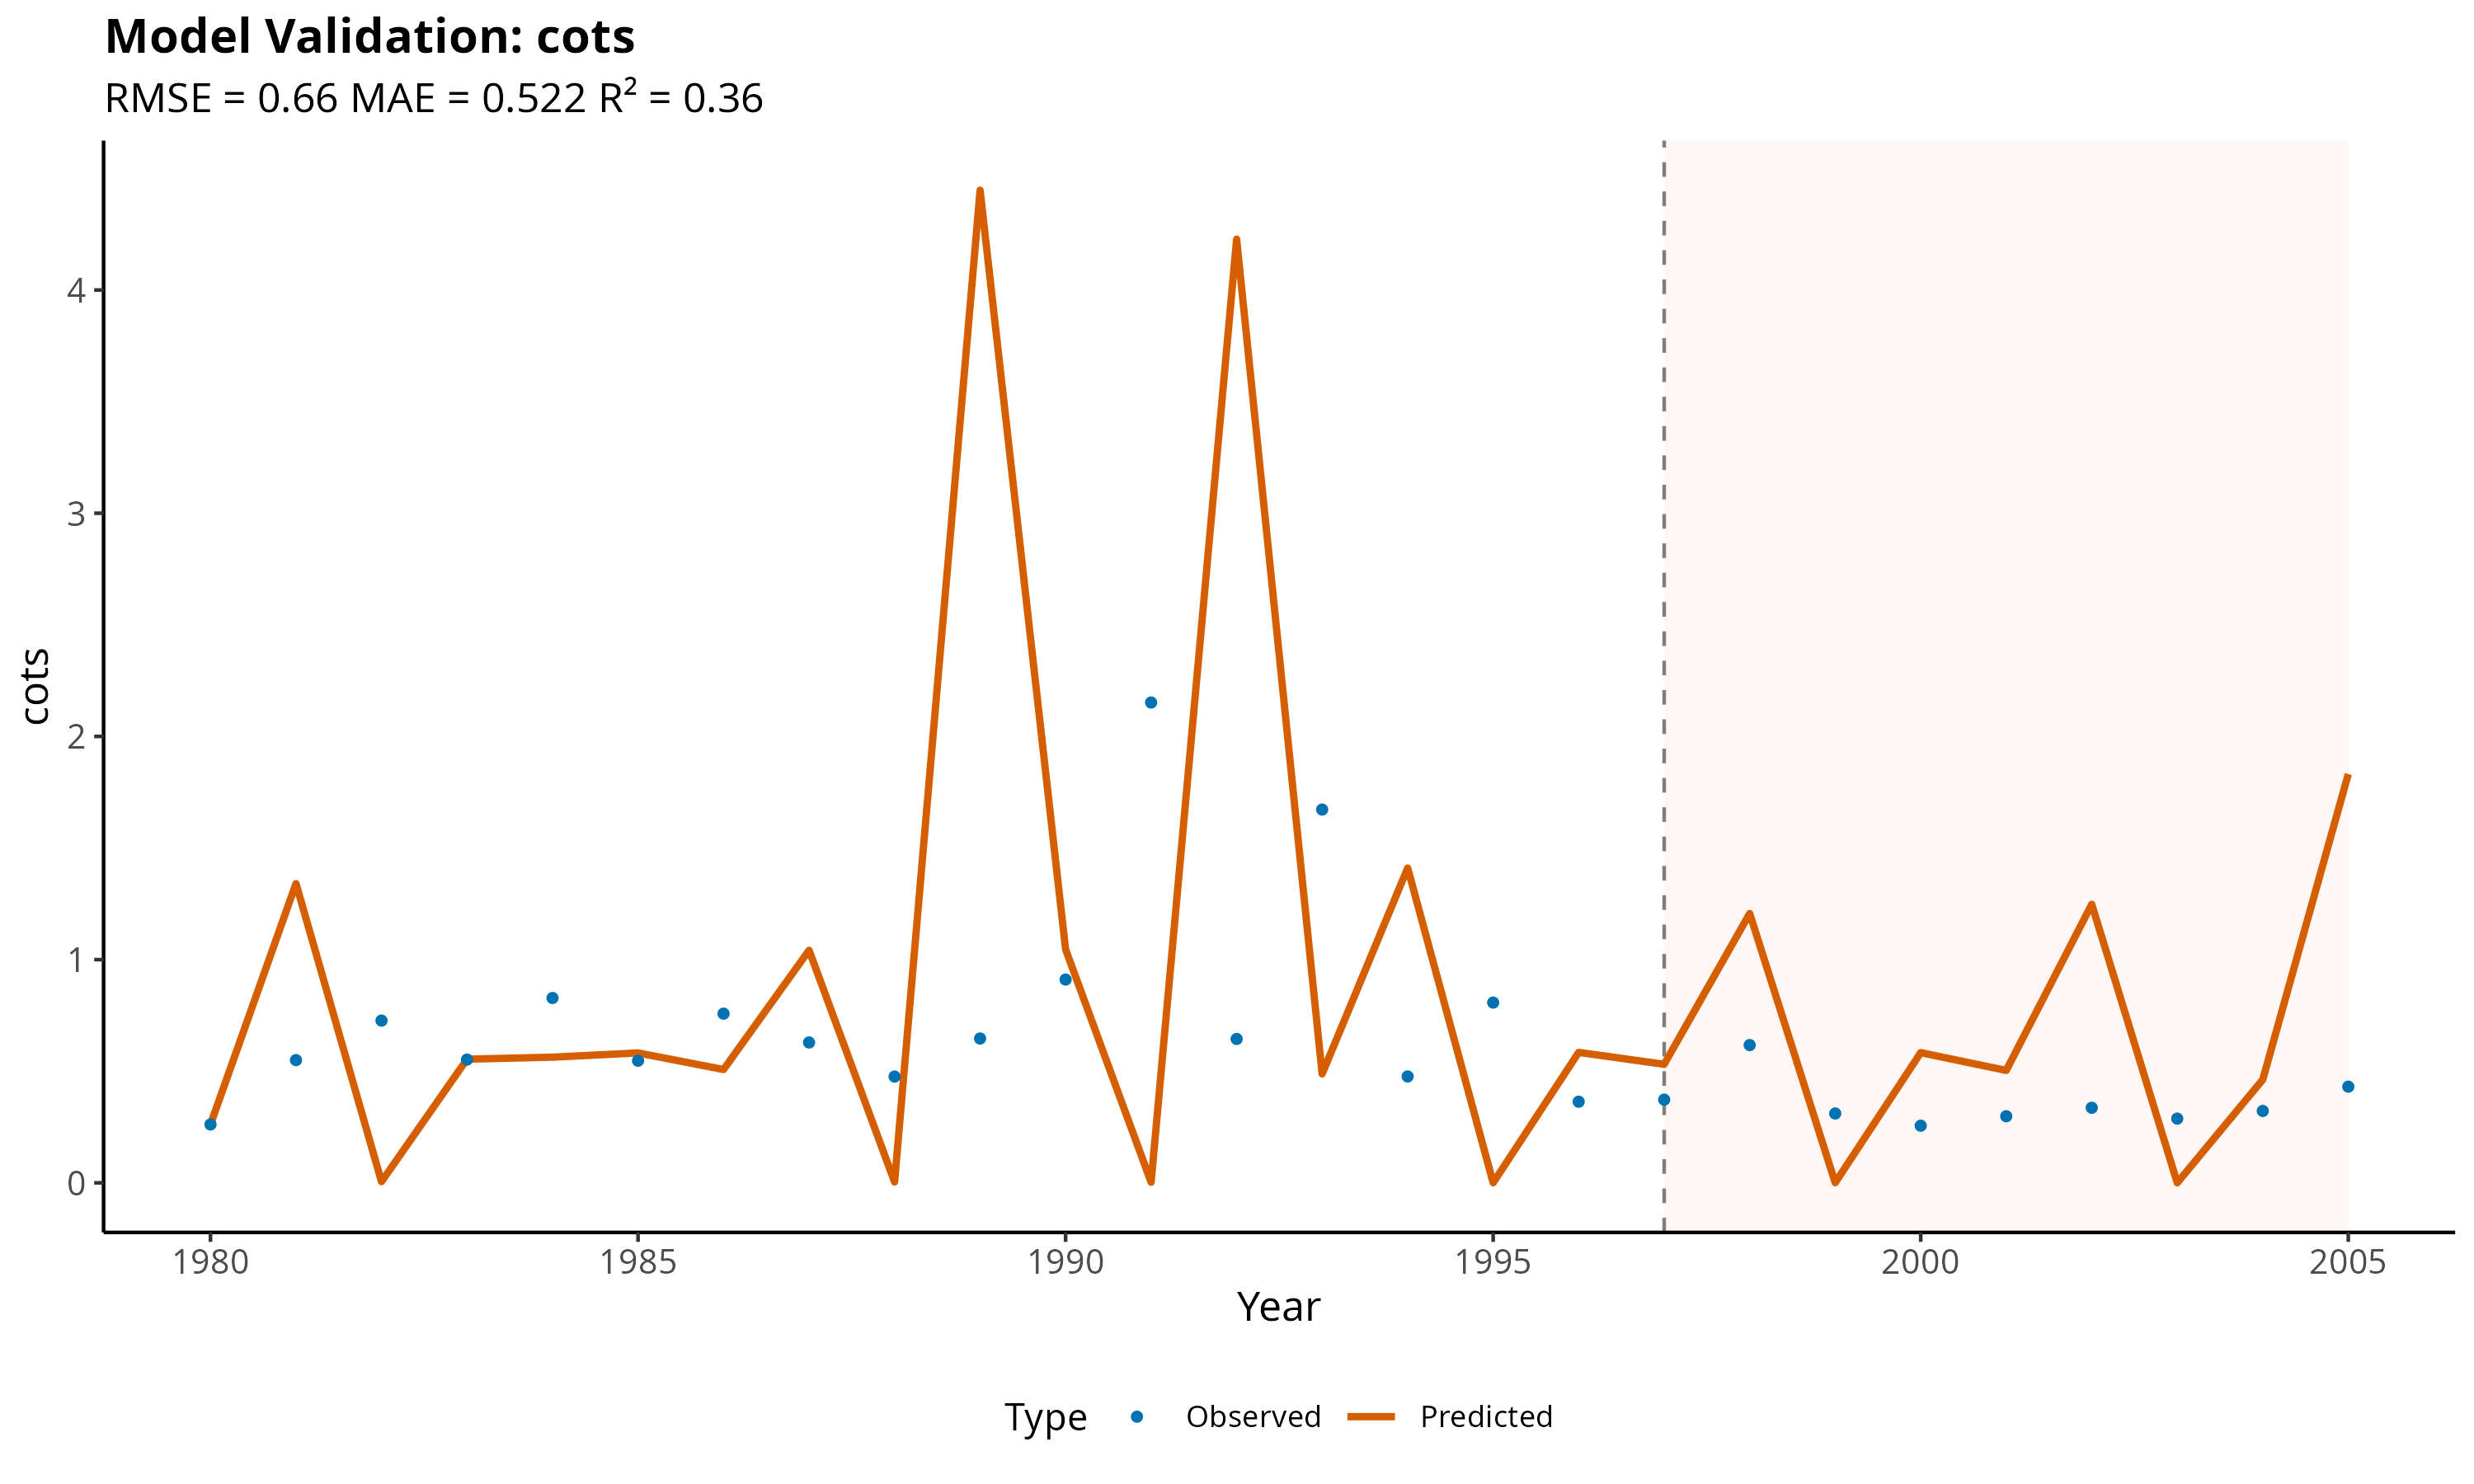 Model Validation: cots
RMSE = 0.66 MAE = 0.522 R² = 0.36
cots
4
3
2
1
0
1980 1985 1990 1995 2000 2005
Year
Type Observed Predicted